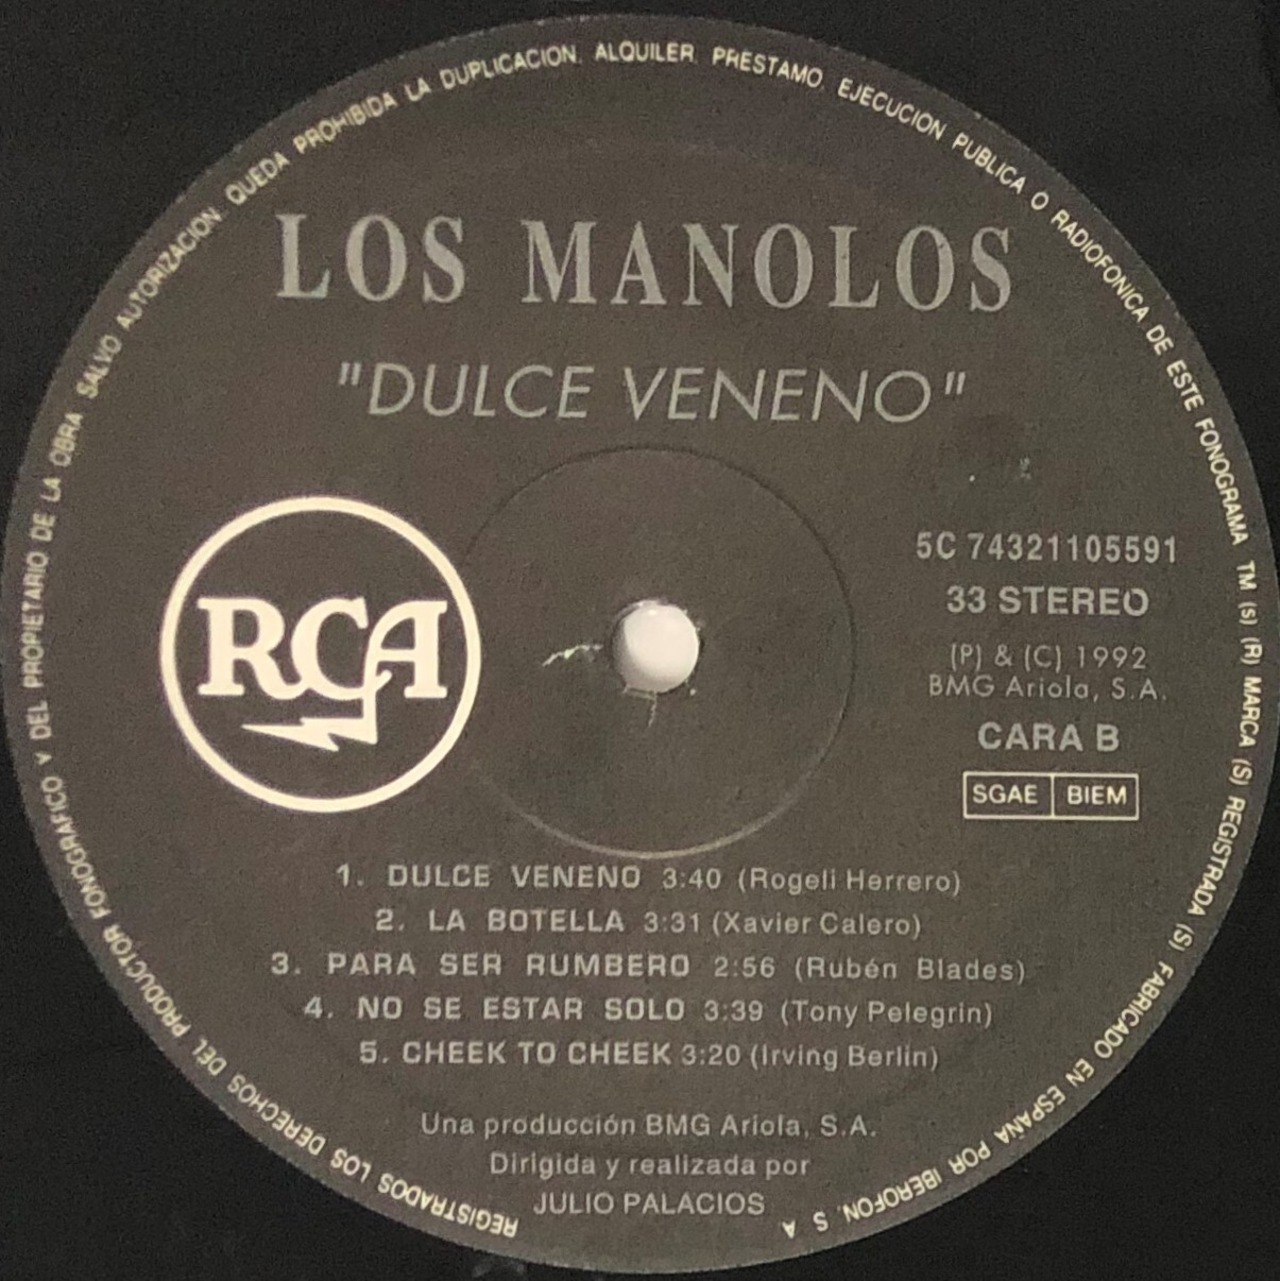 REGISTRADOS LOS DERECHOS DEL PRODUCTOR FONOGRAFICO Y DEL PROPIETARIO DE LA OBRA SALVO AUTORIZACION. QUEDA PROHIBIDA LA DUPLICACION. ALQUILER. PRESTAMO. EJECUCION PUBLICA O RADIOFONICA DE ESTE FONOGRAMA TM (s) (R) MARCA (S) REGISTRADA (S) FABRICADO EN ESPAÑA POR IBEROFON. S A
LOS MANOLOS
"DULCE VENENO"
RCA
5C 74321105591
33 STEREO
(P) & (C) 1992
BMG Ariola, S.A.
CARA B
SGAE BIEM
1. DULCE VENENO 3:40 (Rogeli Herrero)
2. LA BOTELLA 3:31 (Xavier Calero)
3. PARA SER RUMBERO 2:56 (Rubén Blades)
4. NO SE ESTAR SOLO 3:39 (Tony Pelegrin)
5. CHEEK TO CHEEK 3:20 (Irving Berlin)
Una producción BMG Ariola, S.A.
Dirigida y realizada por
JULIO PALACIOS